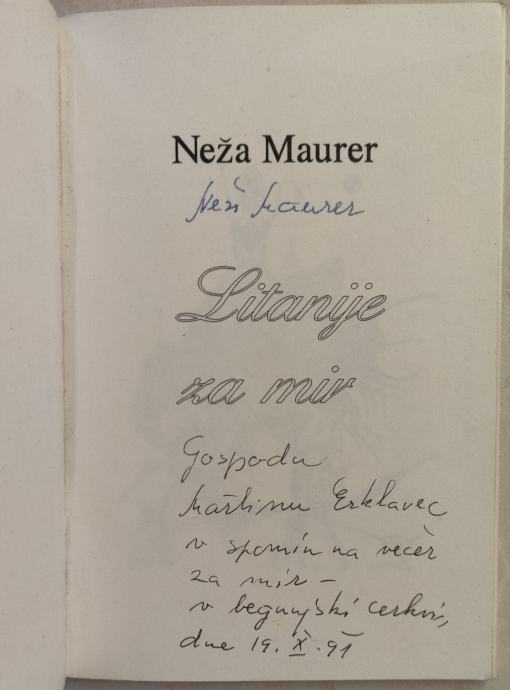 Neža Maurer
Neža Maurer
Litanije
za mir
Gospodu
Martinu Erklavec
v spomin na večer
za mir –
v begunjski cerkvi,
dne 19. X. 91